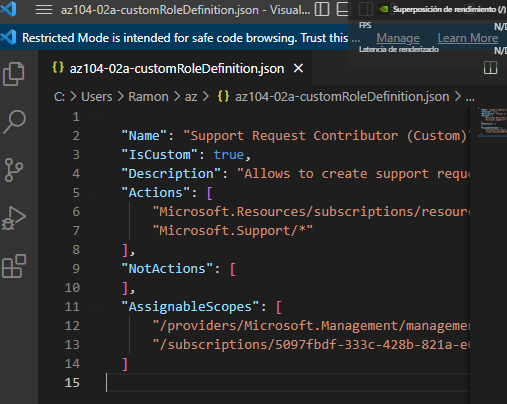 az104-02a-customRoleDefinition.json - Visual...
Superposición de rendimiento (/)
FPS N/
Restricted Mode is intended for safe code browsing. Trust this ... Manage Learn More
Latencia de renderizado N/
{} az104-02a-customRoleDefinition.json ×
C: > Users > Ramon > az > {} az104-02a-customRoleDefinition.json > ...
1
2 "Name": "Support Request Contributor (Custom)"
3 "IsCustom": true,
4 "Description": "Allows to create support reque
5 "Actions": [
6 "Microsoft.Resources/subscriptions/resour
7 "Microsoft.Support/*"
8 ],
9 "NotActions": [
10 ],
11 "AssignableScopes": [
12 "/providers/Microsoft.Management/manageme
13 "/subscriptions/5097fbdf-333c-428b-821a-e
14 ]
15